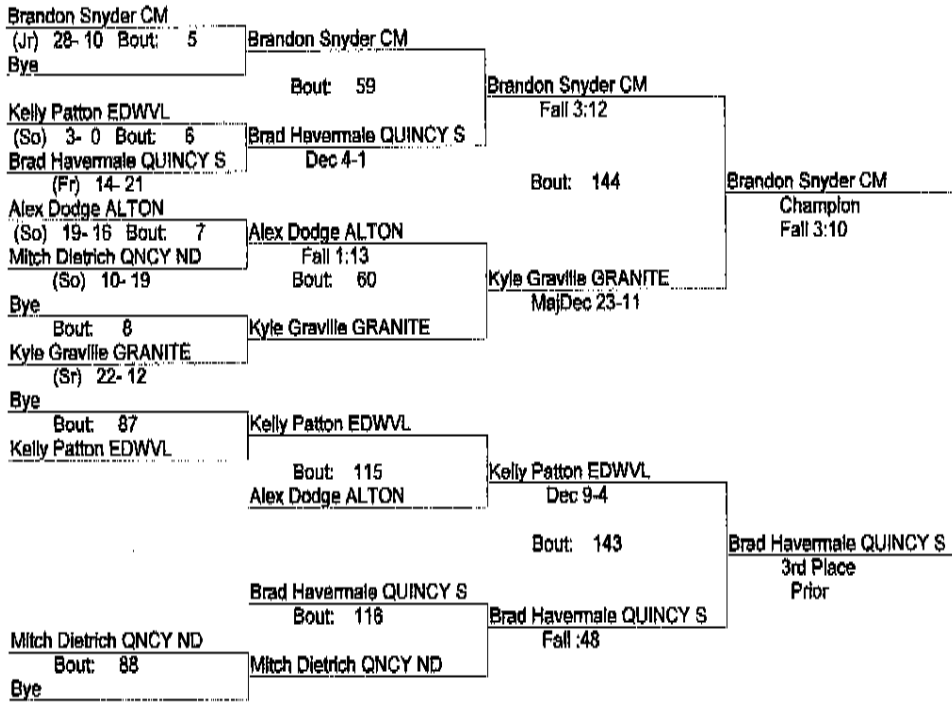 Brandon Snyder CM
(Jr) 28- 10 Bout: 5
Bye
Brandon Snyder CM
Bout: 59
Kelly Patton EDWVL
(So) 3- 0 Bout: 6
Brad Havermale QUINCY S
(Fr) 14- 21
Brad Havermale QUINCY S
Dec 4-1
Brandon Snyder CM
Fall 3:12
Bout: 144
Alex Dodge ALTON
(So) 19- 16 Bout: 7
Mitch Dietrich QNCY ND
(So) 10- 19
Alex Dodge ALTON
Fall 1:13
Bout: 60
Bye
Bout: 8
Kyle Graville GRANITE
(Sr) 22- 12
Kyle Graville GRANITE
Kyle Graville GRANITE
MajDec 23-11
Brandon Snyder CM
Champion
Fall 3:10
Bye
Bout: 87
Kelly Patton EDWVL
Kelly Patton EDWVL
Bout: 115
Alex Dodge ALTON
Kelly Patton EDWVL
Dec 9-4
Bout: 143
Brad Havermale QUINCY S
Bout: 116
Mitch Dietrich QNCY ND
Bout: 88
Bye
Mitch Dietrich QNCY ND
Brad Havermale QUINCY S
Fall :48
Brad Havermale QUINCY S
3rd Place
Prior